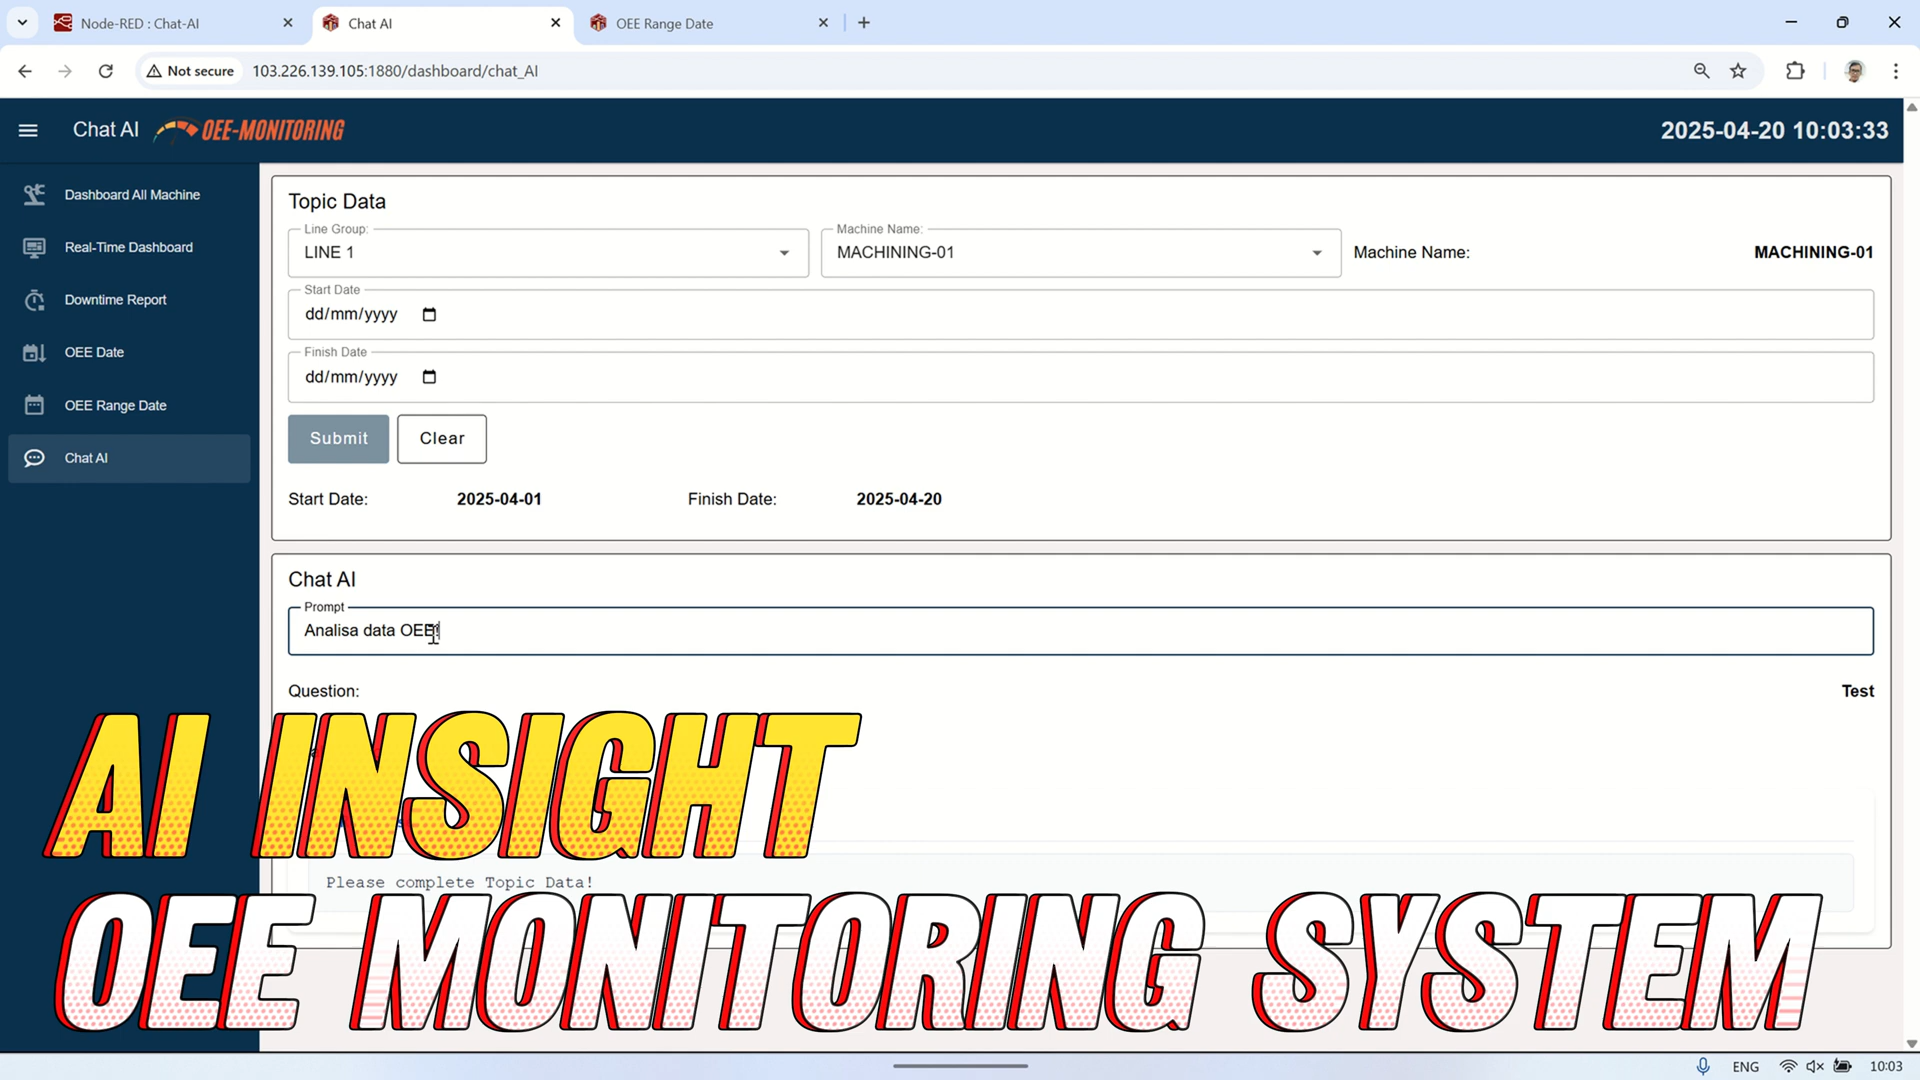 Node-RED : Chat-AI
Chat AI
OEE Range Date
Not secure
103.226.139.105:1880/dashboard/chat_AI
Chat AI
OEE-MONITORING
2025-04-20 10:03:33
Dashboard All Machine
Real-Time Dashboard
Downtime Report
OEE Date
OEE Range Date
Chat AI
Topic Data
Line Group:
LINE 1
Machine Name:
MACHINING-01
Machine Name:
MACHINING-01
Start Date
dd/mm/yyyy
Finish Date
dd/mm/yyyy
Submit
Clear
Start Date:
2025-04-01
Finish Date:
2025-04-20
Chat AI
Prompt
Analisa data OEE!
Question:
Test
AI INSIGHT
Please complete Topic Data!
OEE MONITORING SYSTEM
ENG
10:03